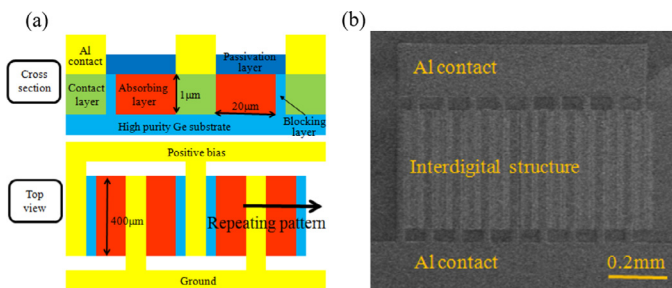 (a)
Al
contact
Passivation
layer
Cross
section
Contact
layer
Absorbing
layer
1μm
20μm
Blocking
layer
High purity Ge substrate
Positive bias
Top
view
400μm
Repeating pattern
Ground
(b)
Al contact
Interdigital structure
Al contact
0.2mm